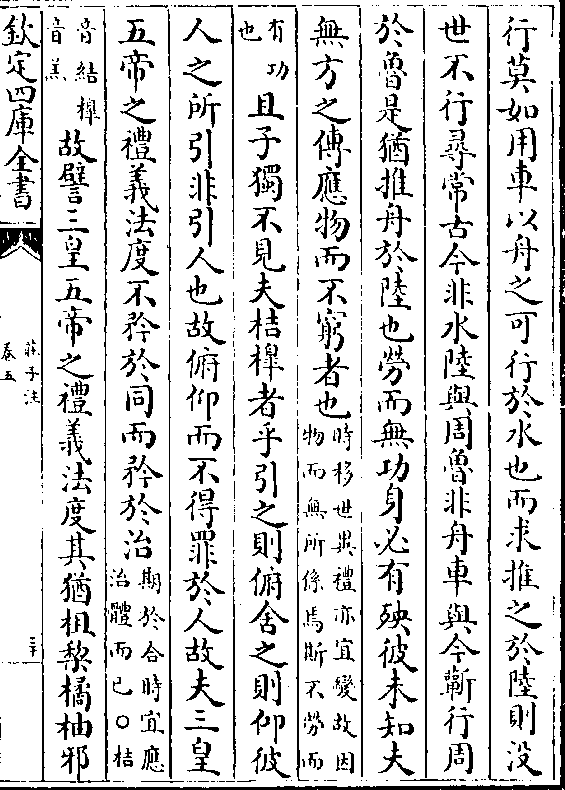 行莫如用車以舟之可行於水也而求推之於陸則没
世不行尋常古今非水陸與周魯非舟車與今蘄行周
於魯是猶推舟於陸也勞而無功身必有殃彼未知夫
無方之傳應物而不窮者也時移世異禮亦宜變故因
物而無所係焉斯不勞而
有功
也
且子獨不見夫桔槹者乎引之則俯舍之則仰彼
人之所引非引人也故俯仰而不得罪於人故夫三皇
五帝之禮義法度不矜於同而矜於治期於合時宜應
治體而已○桔
音結槹
音羔
故譬三皇五帝之禮義法度其猶柤棃橘柚邪
欽定四庫全書
莊子注
卷五